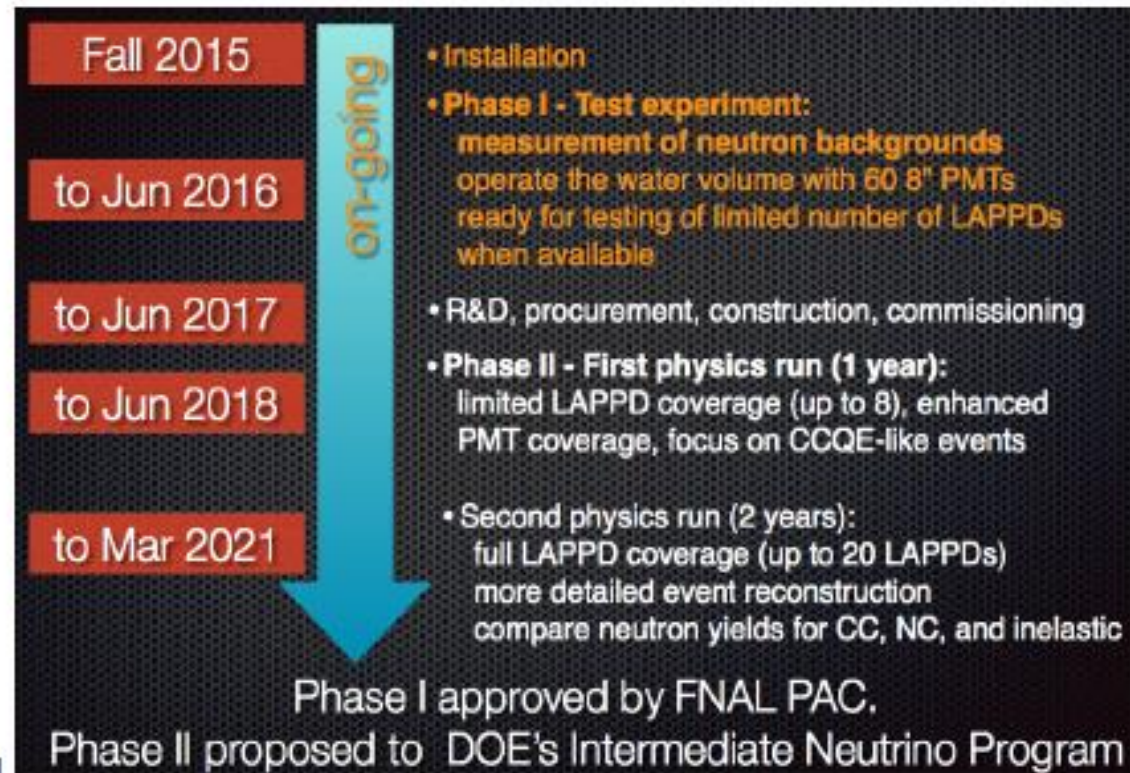 Fall 2015
on-going
• Installation
• Phase I - Test experiment:
measurement of neutron backgrounds
to Jun 2016
operate the water volume with 60 8" PMTs
ready for testing of limited number of LAPPDs
when available
to Jun 2017
• R&D, procurement, construction, commissioning
• Phase II - First physics run (1 year):
to Jun 2018
limited LAPPD coverage (up to 8), enhanced
PMT coverage, focus on CCQE-like events
• Second physics run (2 years):
to Mar 2021
full LAPPD coverage (up to 20 LAPPDs)
more detailed event reconstruction
compare neutron yields for CC, NC, and inelastic
Phase I approved by FNAL PAC.
Phase II proposed to DOE's Intermediate Neutrino Program